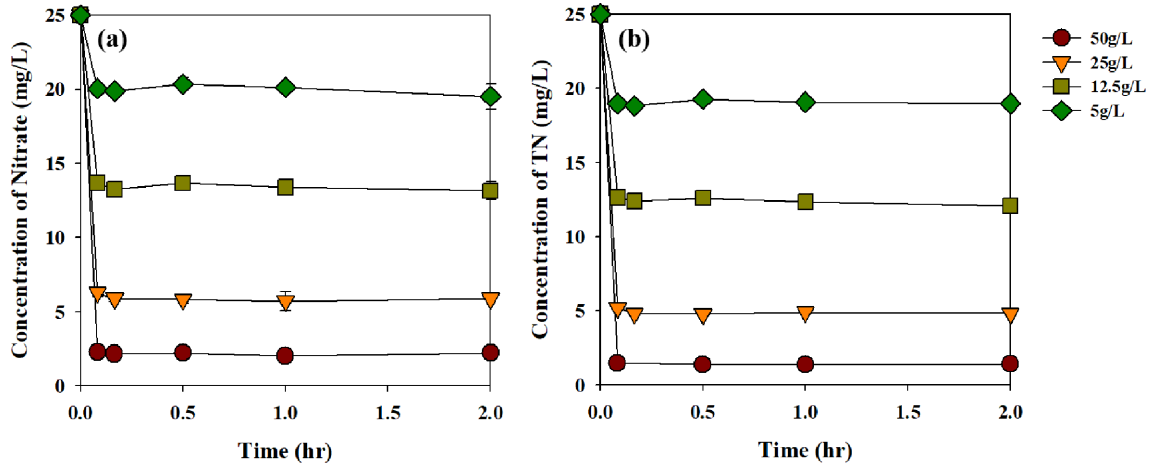 (a)
Concentration of Nitrate (mg/L)
25
20
15
10
5
0
0.0 0.5 1.0 1.5 2.0
Time (hr)
(b)
Concentration of TN (mg/L)
25
20
15
10
5
0
0.0 0.5 1.0 1.5 2.0
Time (hr)
50g/L
25g/L
12.5g/L
5g/L